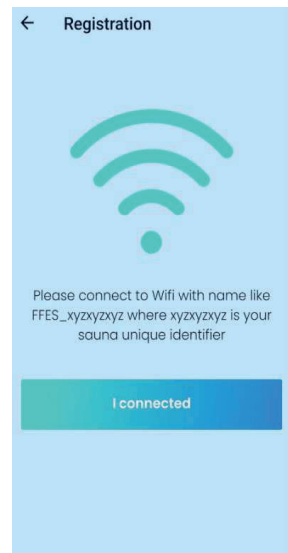 Registration
Please connect to Wifi with name like
FFES_xyzxyzxyz where xyzxyzxyz is your
sauna unique identifier
I connected